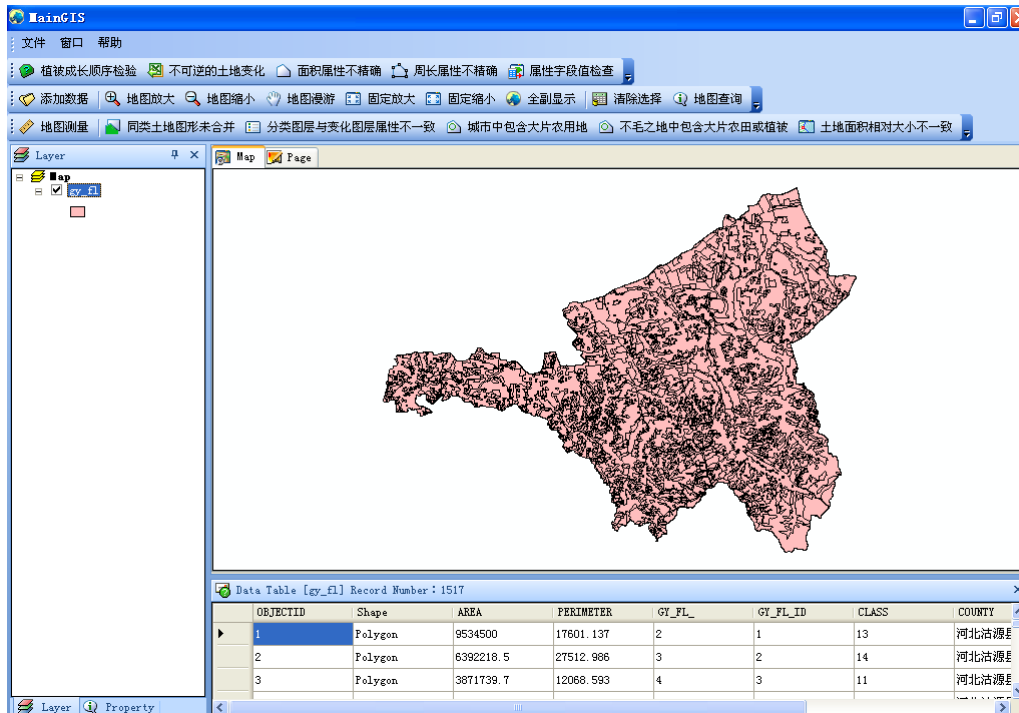 MainGIS
文件 窗口 帮助
植被成长顺序检验 不可逆的土地变化 面积属性不精确 周长属性不精确 属性字段值检查
添加数据 地图放大 地图缩小 地图漫游 固定放大 固定缩小 全副显示 清除选择 地图查询
地图测量 同类土地图形未合并 分类图层与变化图层属性不一致 城市中包含大片农用地 不毛之地中包含大片农田或植被 土地面积相对大小不一致
Layer
Map Page
Map
gy_fl
Data Table [gy_fl] Record Number：1517
OBJECTID Shape AREA PERIMETER GY_FL_ GY_FL_ID CLASS COUNTY
1 Polygon 9534500 17601.137 2 1 13 河北沽源县
2 Polygon 6392218.5 27512.986 3 2 14 河北沽源县
3 Polygon 3871739.7 12068.593 4 3 11 河北沽源县
Layer Property